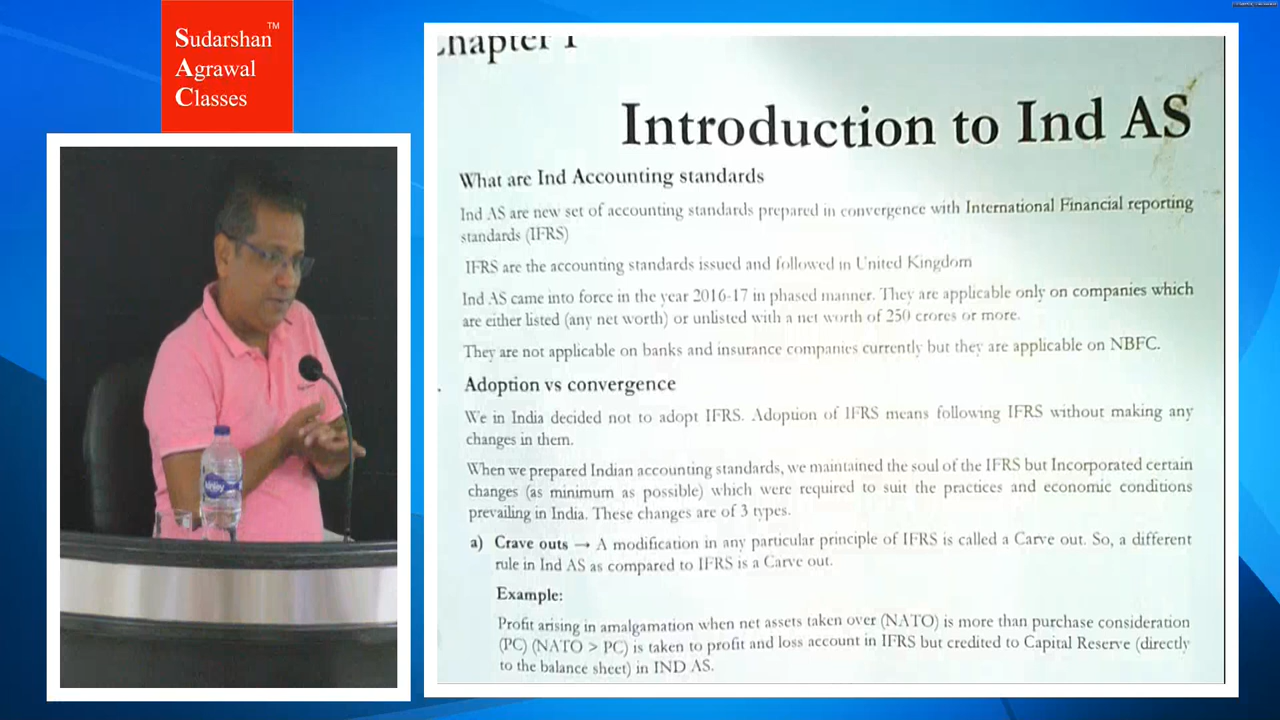 Sudarshan™
Agrawal
Classes
Chapter 1
Introduction to Ind AS
What are Ind Accounting standards
Ind AS are new set of accounting standards prepared in convergence with International Financial reporting
standards (IFRS)
IFRS are the accounting standards issued and followed in United Kingdom
Ind AS came into force in the year 2016-17 in phased manner. They are applicable only on companies which
are either listed (any net worth) or unlisted with a net worth of 250 crores or more.
They are not applicable on banks and insurance companies currently but they are applicable on NBFC.
Adoption vs convergence
We in India decided not to adopt IFRS. Adoption of IFRS means following IFRS without making any
changes in them.
When we prepared Indian accounting standards, we maintained the soul of the IFRS but Incorporated certain
changes (as minimum as possible) which were required to suit the practices and economic conditions
prevailing in India. These changes are of 3 types.
a) Crave outs → A modification in any particular principle of IFRS is called a Carve out. So, a different
rule in Ind AS as compared to IFRS is a Carve out.
Example:
Profit arising in amalgamation when net assets taken over (NATO) is more than purchase consideration
(PC) (NATO > PC) is taken to profit and loss account in IFRS but credited to Capital Reserve (directly
to the balance sheet) in IND AS.